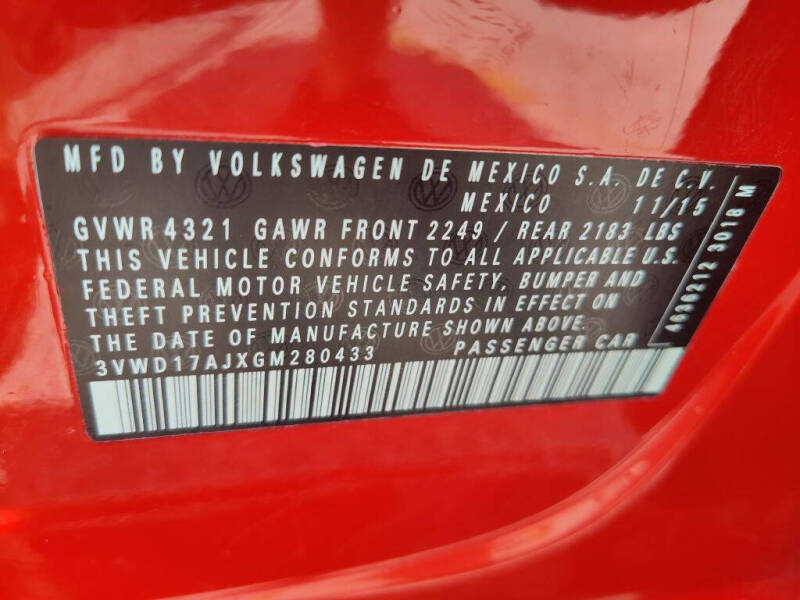 MFD BY VOLKSWAGEN DE MEXICO S.A. DE C.V.
MEXICO 11/15
GVWR 4321 GAWR FRONT 2249 / REAR 2183 LBS
THIS VEHICLE CONFORMS TO ALL APPLICABLE U.S.
FEDERAL MOTOR VEHICLE SAFETY, BUMPER AND
THEFT PREVENTION STANDARDS IN EFFECT ON
THE DATE OF MANUFACTURE SHOWN ABOVE.
3VWD17AJXGM280433 PASSENGER CAR
3018 M